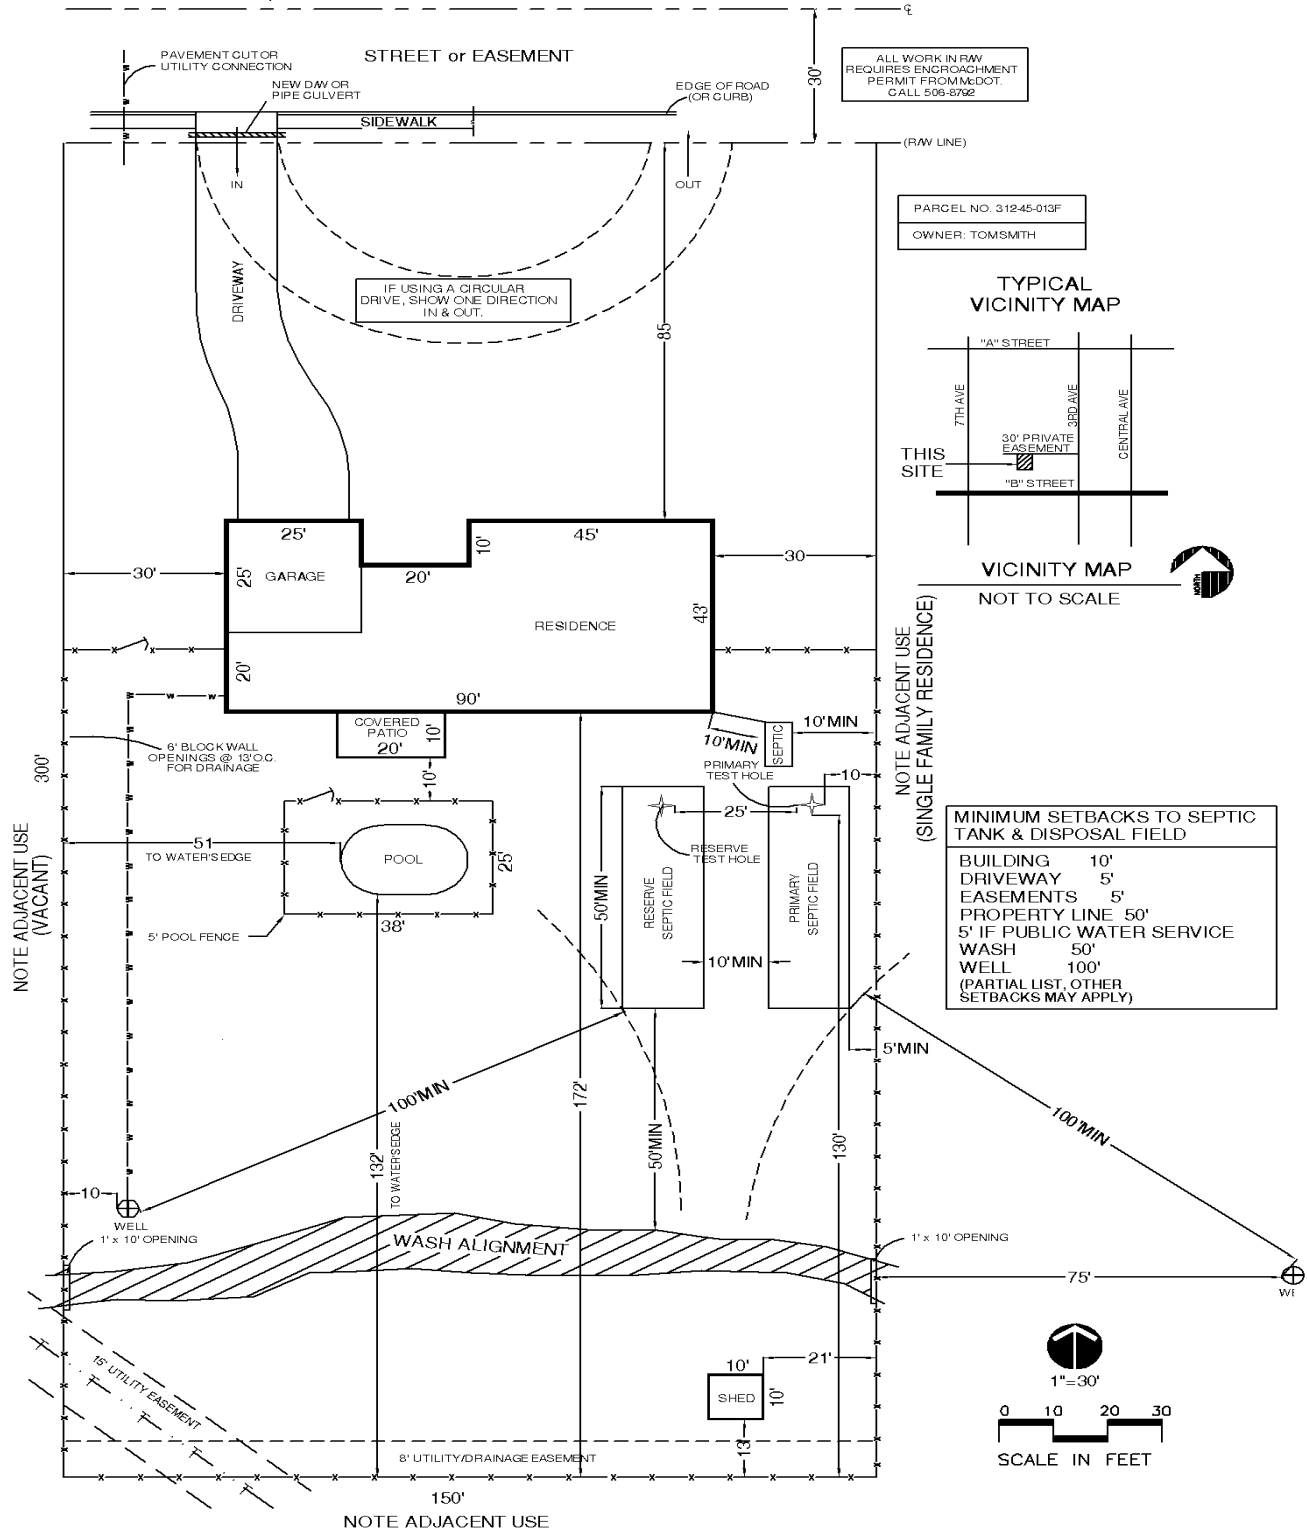 ℄
PAVEMENT CUT OR
UTILITY CONNECTION
STREET or EASEMENT
30'
ALL WORK IN R/W
REQUIRES ENCROACHMENT
PERMIT FROM McDOT.
CALL 506-8792
NEW D/W OR
PIPE CULVERT
EDGE OF ROAD
(OR CURB)
SIDEWALK
(R/W LINE)
IN
OUT
PARCEL NO. 312-45-013F
OWNER: TOM SMITH
DRIVEWAY
IF USING A CIRCULAR
DRIVE, SHOW ONE DIRECTION
IN & OUT.
85
TYPICAL
VICINITY MAP
"A" STREET
7TH AVE
3RD AVE
CENTRAL AVE
30' PRIVATE
EASEMENT
THIS
SITE
"B" STREET
VICINITY MAP
NOT TO SCALE
NORTH
25'
10'
45'
30'
25'
GARAGE
20'
30
RESIDENCE
43'
20'
90'
COVERED
PATIO
20'
10'
10'
6' BLOCK WALL
OPENINGS @ 13' O.C.
FOR DRAINAGE
300'
10'MIN
10'MIN
SEPTIC
PRIMARY
TEST HOLE
10
25'
RESERVE
TEST HOLE
51
TO WATER'S EDGE
POOL
25'
38'
5' POOL FENCE
50'MIN
RESERVE
SEPTIC FIELD
PRIMARY
SEPTIC FIELD
10'MIN
NOTE ADJACENT USE
(VACANT)
NOTE ADJACENT USE
(SINGLE FAMILY RESIDENCE)
MINIMUM SETBACKS TO SEPTIC
TANK & DISPOSAL FIELD
BUILDING 10'
DRIVEWAY 5'
EASEMENTS 5'
PROPERTY LINE 50'
5' IF PUBLIC WATER SERVICE
WASH 50'
WELL 100'
(PARTIAL LIST, OTHER
SETBACKS MAY APPLY)
5'MIN
100'MIN
100'MIN
172'
132'
TO WATER'S EDGE
50'MIN
130'
10
WELL
1' x 10' OPENING
WASH ALIGNMENT
1' x 10' OPENING
75'
WE
15' UTILITY EASEMENT
T
T
T
T
10'
SHED
10'
21'
13'
8' UTILITY/DRAINAGE EASEMENT
1"=30'
0 10 20 30
SCALE IN FEET
150'
NOTE ADJACENT USE